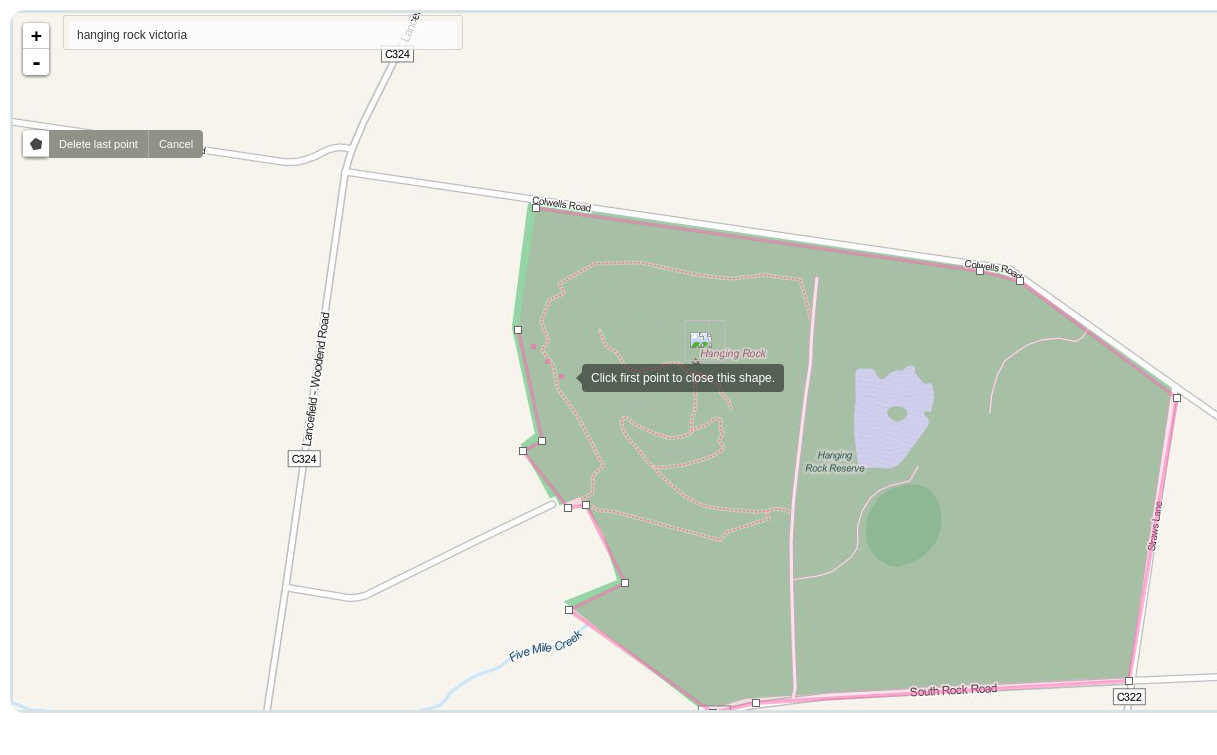 +
hanging rock victoria
Lancef
C324
-
Delete last point
Cancel
Colwells Road
Colwells Road
Lancefield - Woodend Road
Hanging Rock
Click first point to close this shape.
C324
Hanging
Rock Reserve
Straws Lane
Five Mile Creek
South Rock Road
C322